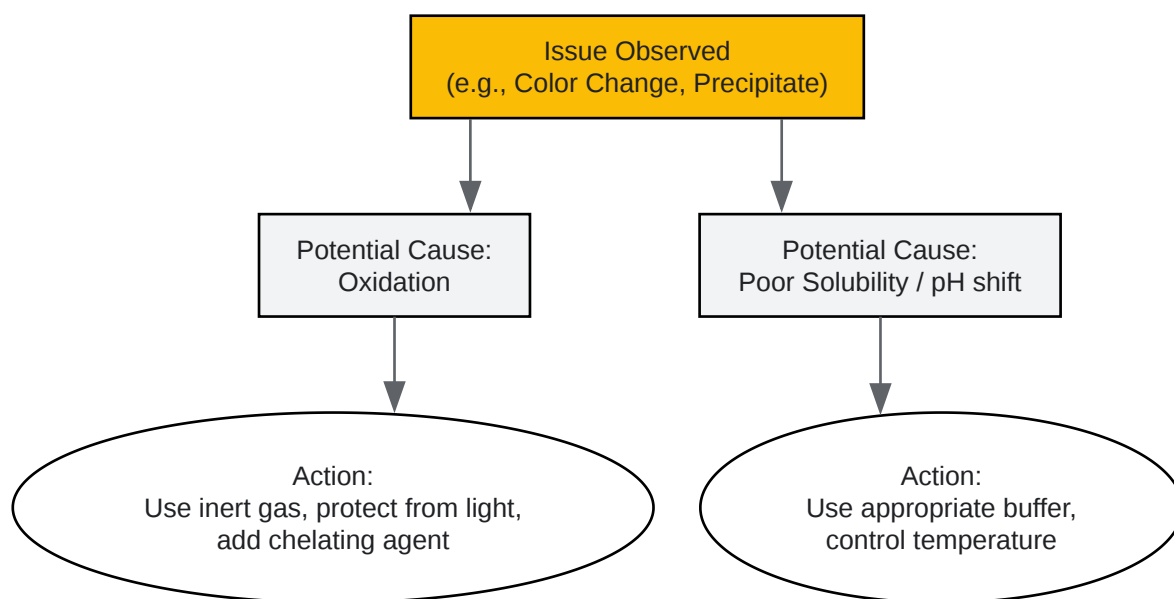 Issue Observed
(e.g., Color Change, Precipitate)
Potential Cause:
Oxidation
Potential Cause:
Poor Solubility / pH shift
Action:
Use inert gas, protect from light,
add chelating agent
Action:
Use appropriate buffer,
control temperature